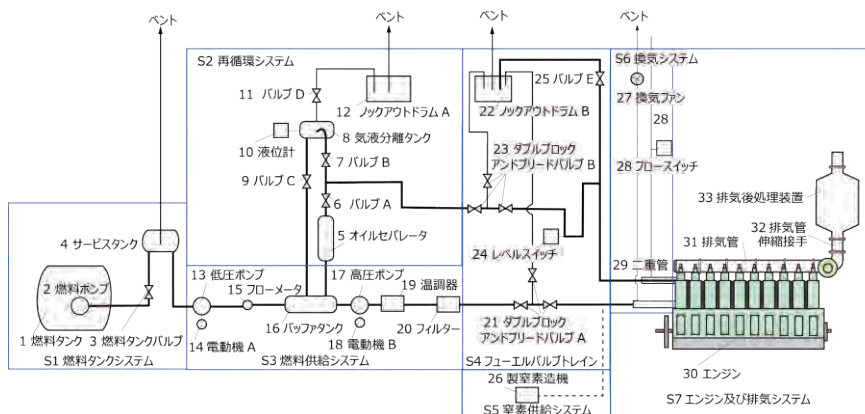 ベント
ベント
ベント
ベント
S2 再循環システム
S6 換気システム
25 バルブ E
11 バルブ D
12 ノックアウトドラム A
22 ノックアウトドラム B
27 換気ファン
28
8 気液分離タンク
10 液位計
23 ダブルブロック
アンドブリードバルブ B
7 バルブ B
28 フロースイッチ
9 バルブ C
33 排気後処理装置
6 バルブ A
4 サービスタンク
5 オイルセパレータ
32 排気管
伸縮接手
31 排気管
24 レベルスイッチ
29 二重管
13 低圧ポンプ
17 高圧ポンプ
19 温調器
2 燃料ポンプ
15 フローメータ
16 バッファタンク
20 フィルター
21 ダブルブロック
アンドブリードバルブ A
1 燃料タンク
3 燃料タンクバルブ
14 電動機 A
18 電動機 B
S1 燃料タンクシステム
S3 燃料供給システム
S4 フューエルバルブトレイン
30 エンジン
26 製窒素造機
S5 窒素供給システム
S7 エンジン及び排気システム